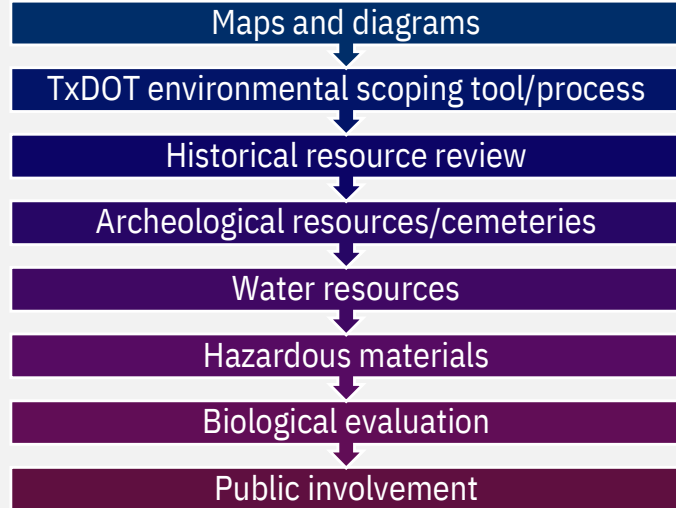 Maps and diagrams
TxDOT environmental scoping tool/process
Historical resource review
Archeological resources/cemeteries
Water resources
Hazardous materials
Biological evaluation
Public involvement